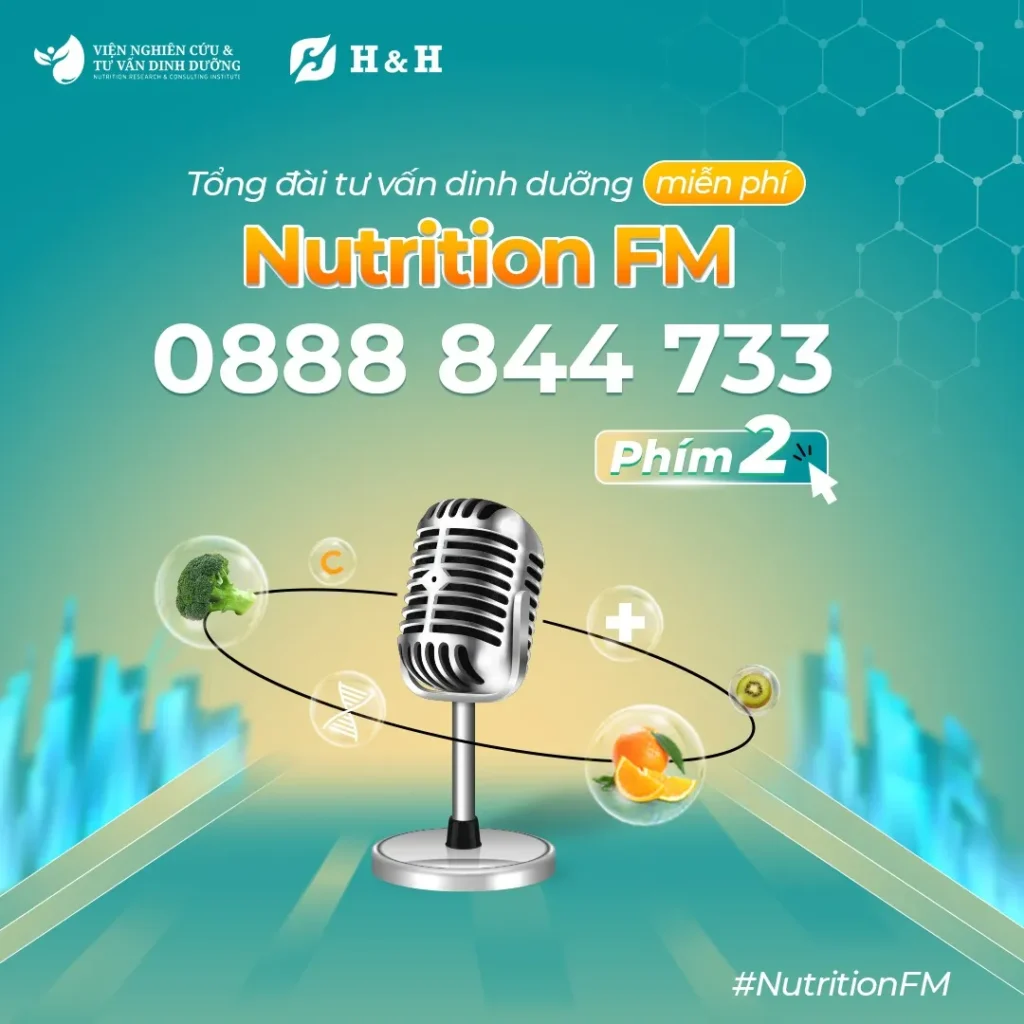 VIỆN NGHIÊN CỨU &
TƯ VẤN DINH DƯỠNG
NUTRITION RESEARCH & CONSULTING INSTITUTE
H & H
Tổng đài tư vấn dinh dưỡng miễn phí
Nutrition FM
0888 844 733
Phím 2
C
#NutritionFM